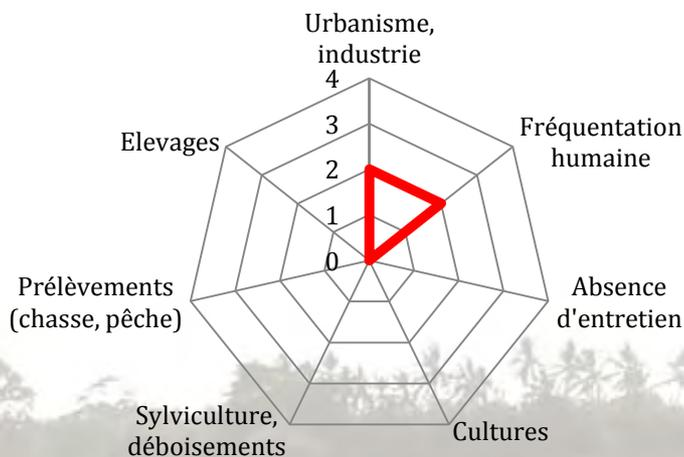 Urbanisme,
industrie
4
3
2
1
0
Fréquentation
humaine
Absence
d'entretien
Cultures
Sylviculture,
déboisements
Prélèvements
(chasse, pêche)
Elevages